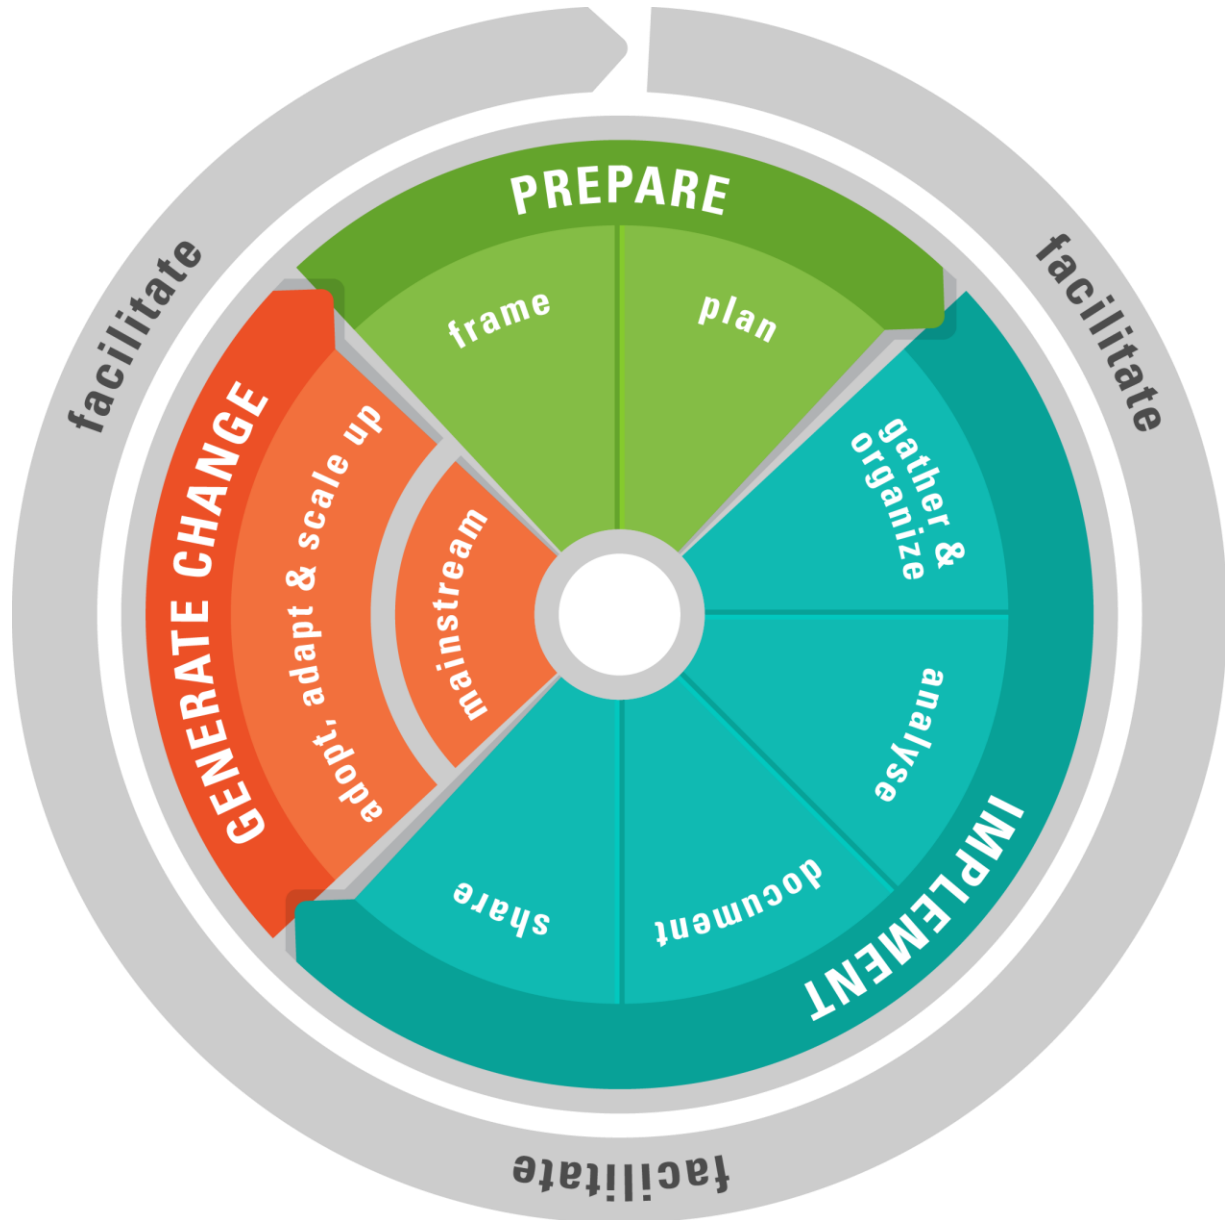 facilitate
facilitate
facilitate
PREPARE
frame
plan
IMPLEMENT
gather &
organize
analyse
document
share
GENERATE CHANGE
adopt, adapt & scale up
mainstream